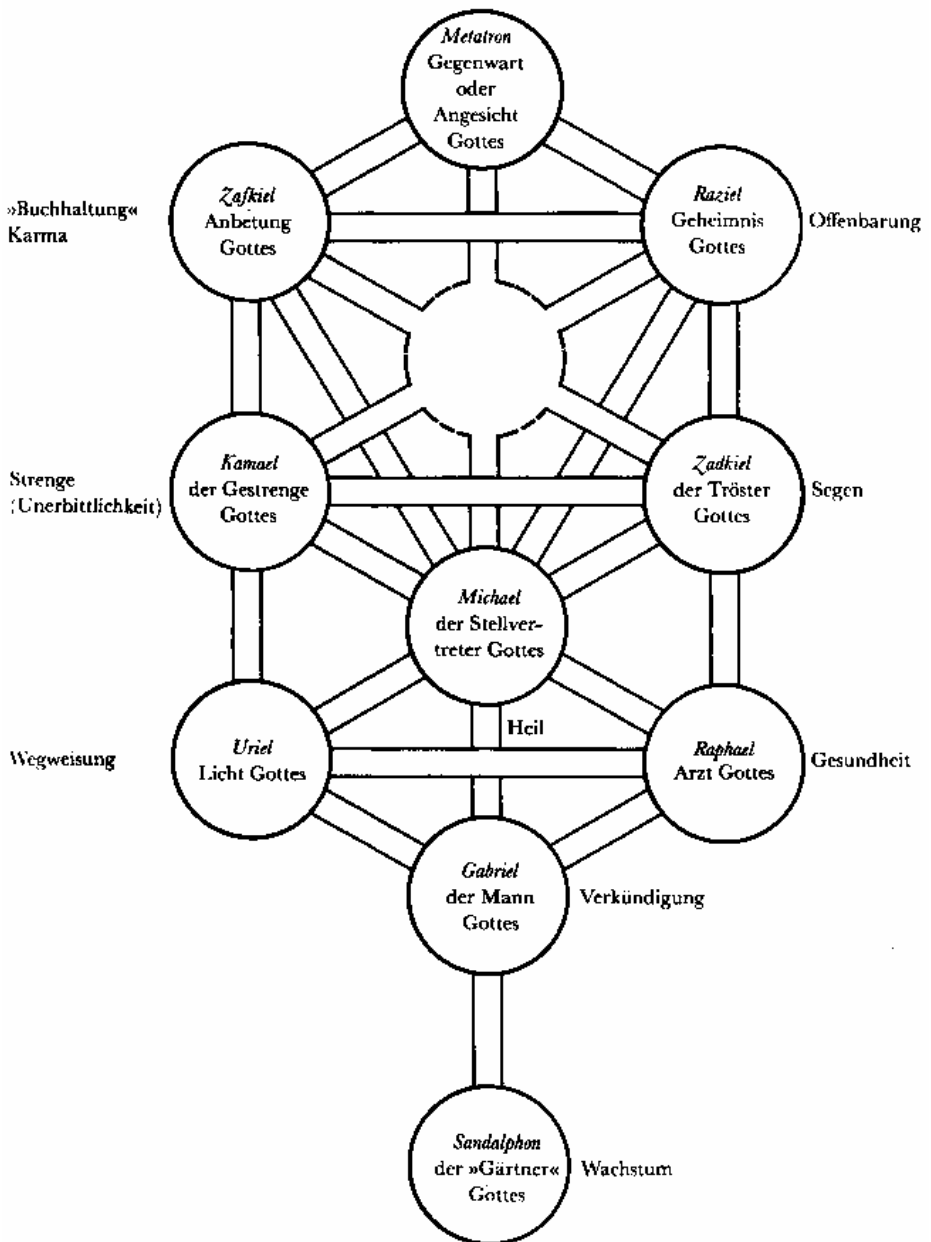 Metatron
Gegenwart
oder
Angesicht
Gottes
»Buchhaltung«
Karma
Zafkiel
Anbetung
Gottes
Raziel
Geheimnis
Gottes
Offenbarung
Strenge
(Unerbittlichkeit)
Kamael
der Gestrenge
Gottes
Zadkiel
der Tröster
Gottes
Segen
Michael
der Stellver-
treter Gottes
Heil
Wegweisung
Uriel
Licht Gottes
Raphael
Arzt Gottes
Gesundheit
Gabriel
der Mann
Gottes
Verkündigung
Sandalphon
der »Gärtner«
Gottes
Wachstum